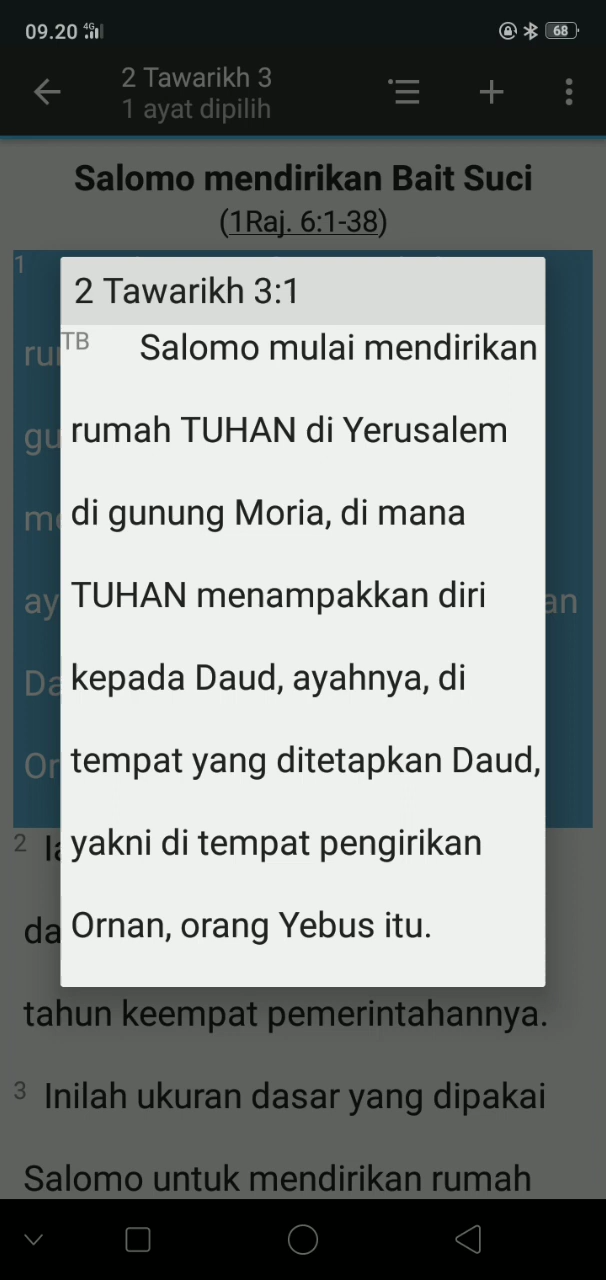 09.20 4G 68
2 Tawarikh 3
1 ayat dipilih
Salomo mendirikan Bait Suci
(1Raj. 6:1-38)
1
2 Tawarikh 3:1
TB Salomo mulai mendirikan
rumah TUHAN di Yerusalem
di gunung Moria, di mana
TUHAN menampakkan diri
kepada Daud, ayahnya, di
tempat yang ditetapkan Daud,
yakni di tempat pengirikan
Ornan, orang Yebus itu.
2
tahun keempat pemerintahannya.
3 Inilah ukuran dasar yang dipakai
Salomo untuk mendirikan rumah